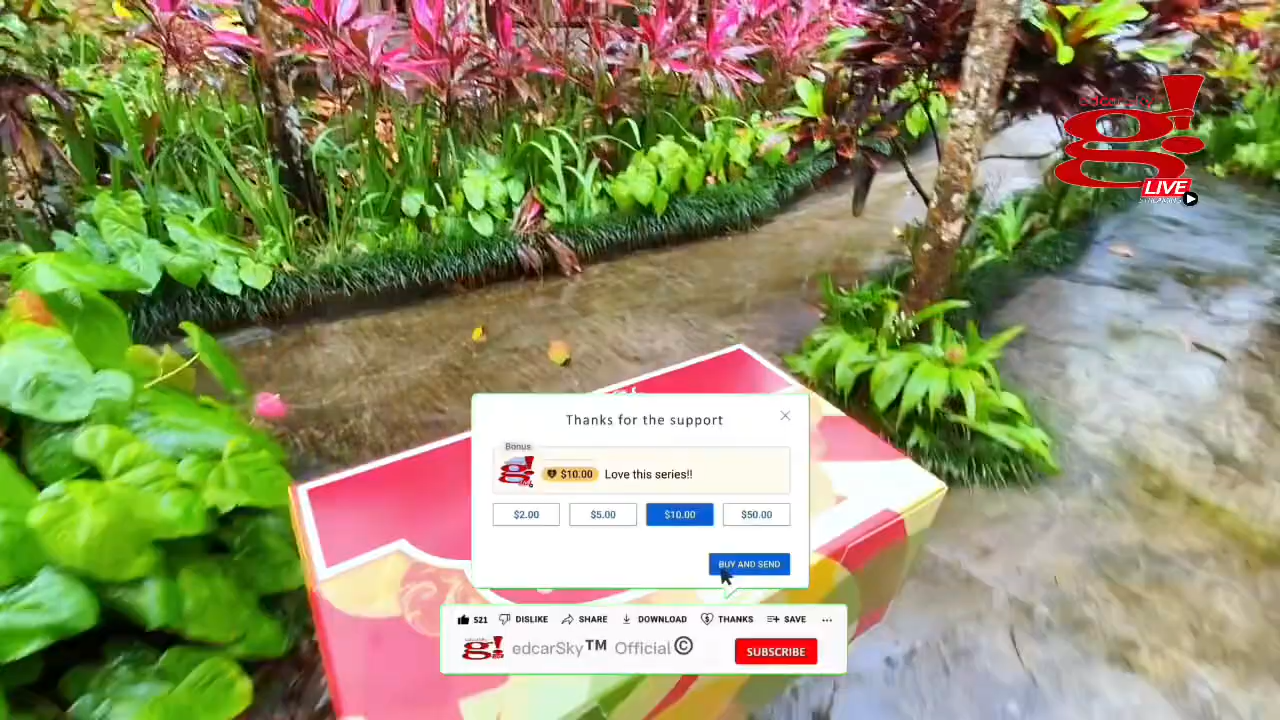 edcarSky
g!
LIVE
STREAMING
Thanks for the support
Bonus
$10.00 Love this series!!
$2.00 $5.00 $10.00 $50.00
BUY AND SEND
521 DISLIKE SHARE DOWNLOAD THANKS SAVE ...
g! edcarSky™ Official©
SUBSCRIBE